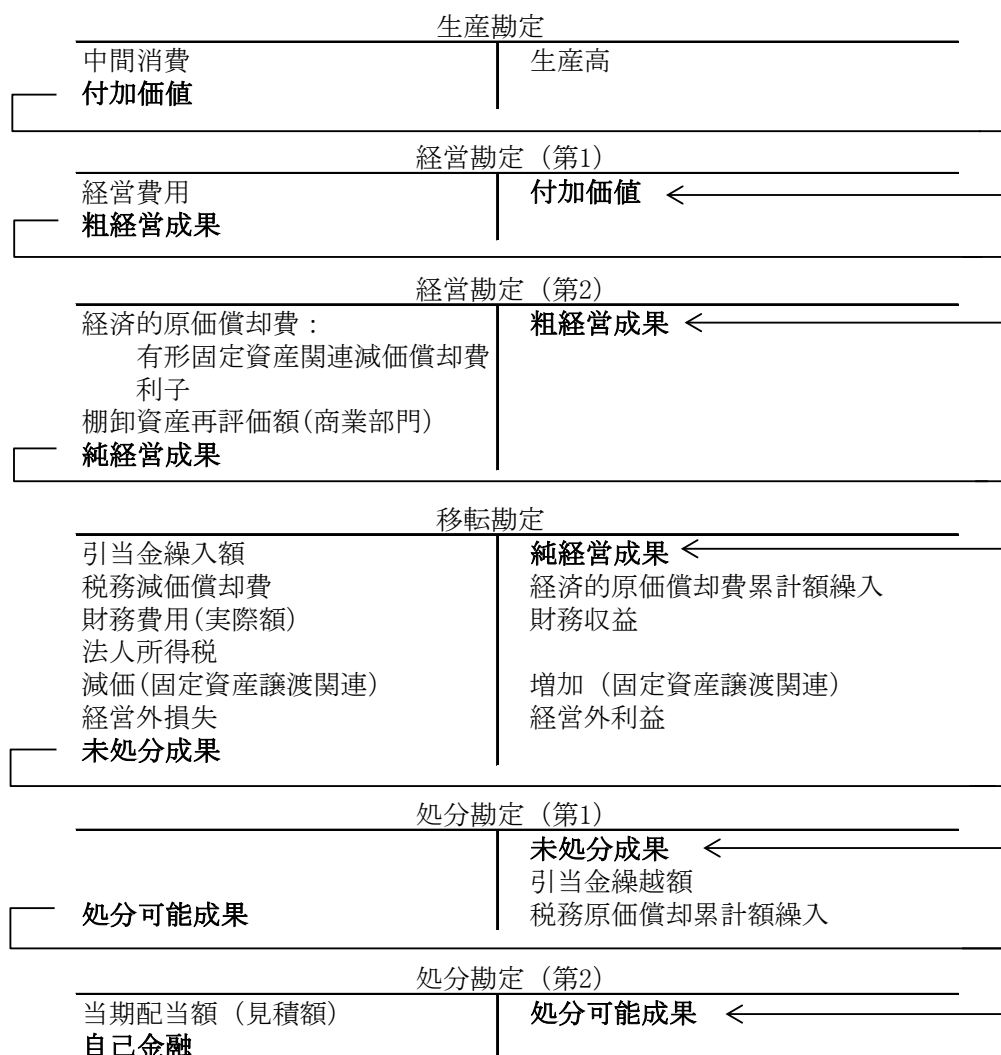 生産勘定
中間消費 生産高
付加価値
経営勘定（第1）
経営費用 付加価値
粗経営成果
経営勘定（第2）
経済的原価償却費： 粗経営成果
有形固定資産関連減価償却費
利子
棚卸資産再評価額(商業部門)
純経営成果
移転勘定
引当金繰入額 純経営成果
税務減価償却費 経済的原価償却費累計額繰入
財務費用(実際額) 財務収益
法人所得税
減価(固定資産譲渡関連) 増加（固定資産譲渡関連）
経営外損失 経営外利益
未処分成果
処分勘定（第1）
未処分成果
引当金繰越額
処分可能成果 税務原価償却累計額繰入
処分勘定（第2）
当期配当額（見積額） 処分可能成果
自己金融